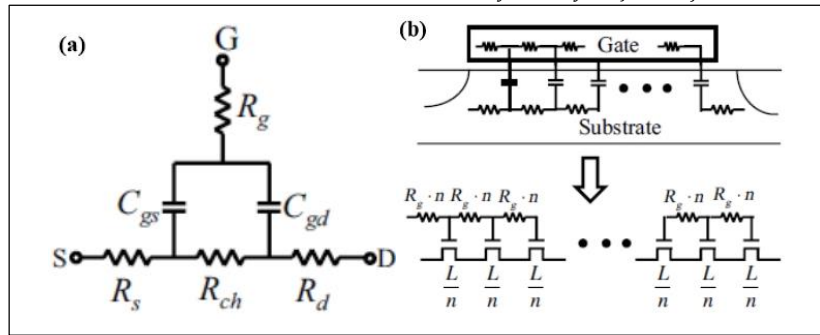 (a)
G
R_g
C_gs
C_gd
S
D
R_s
R_ch
R_d
(b)
Gate
Substrate
R_g · n R_g · n R_g · n
R_g · n R_g · n
L/n L/n L/n
L/n L/n L/n